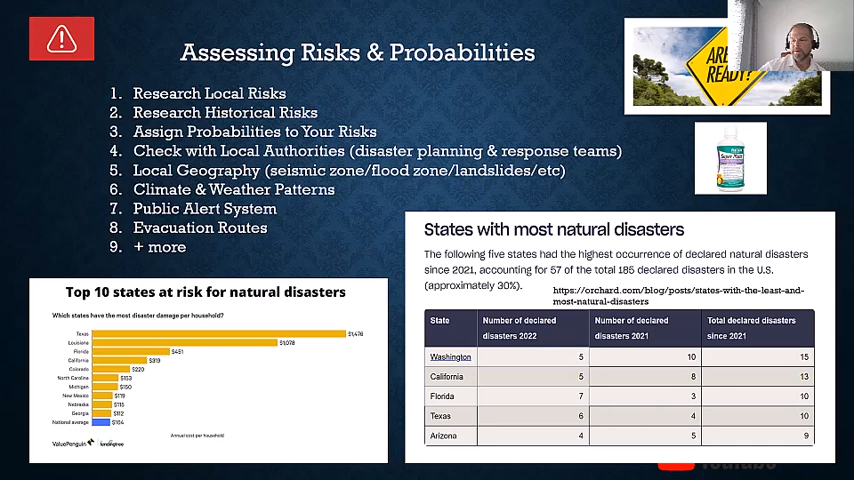 Assessing Risks & Probabilities
ARE
READY?
1. Research Local Risks
2. Research Historical Risks
3. Assign Probabilities to Your Risks
4. Check with Local Authorities (disaster planning & response teams)
5. Local Geography (seismic zone/flood zone/landslides/etc)
6. Climate & Weather Patterns
7. Public Alert System
8. Evacuation Routes
9. + more
Top 10 states at risk for natural disasters
Which states have the most disaster damage per household?
Texas $1,476
Louisiana $1,078
Florida $451
California $319
Colorado $220
North Carolina $153
Michigan $150
New Mexico $119
Nebraska $115
Georgia $112
National average $104
Annual cost per household
ValuePenguin lendingtree
States with most natural disasters
The following five states had the highest occurrence of declared natural disasters
since 2021, accounting for 57 of the total 185 declared disasters in the U.S.
(approximately 30%).
https://orchard.com/blog/posts/states-with-the-least-and-
most-natural-disasters
State Number of declared disasters 2022 Number of declared disasters 2021 Total declared disasters since 2021
Washington 5 10 15
California 5 8 13
Florida 7 3 10
Texas 6 4 10
Arizona 4 5 9